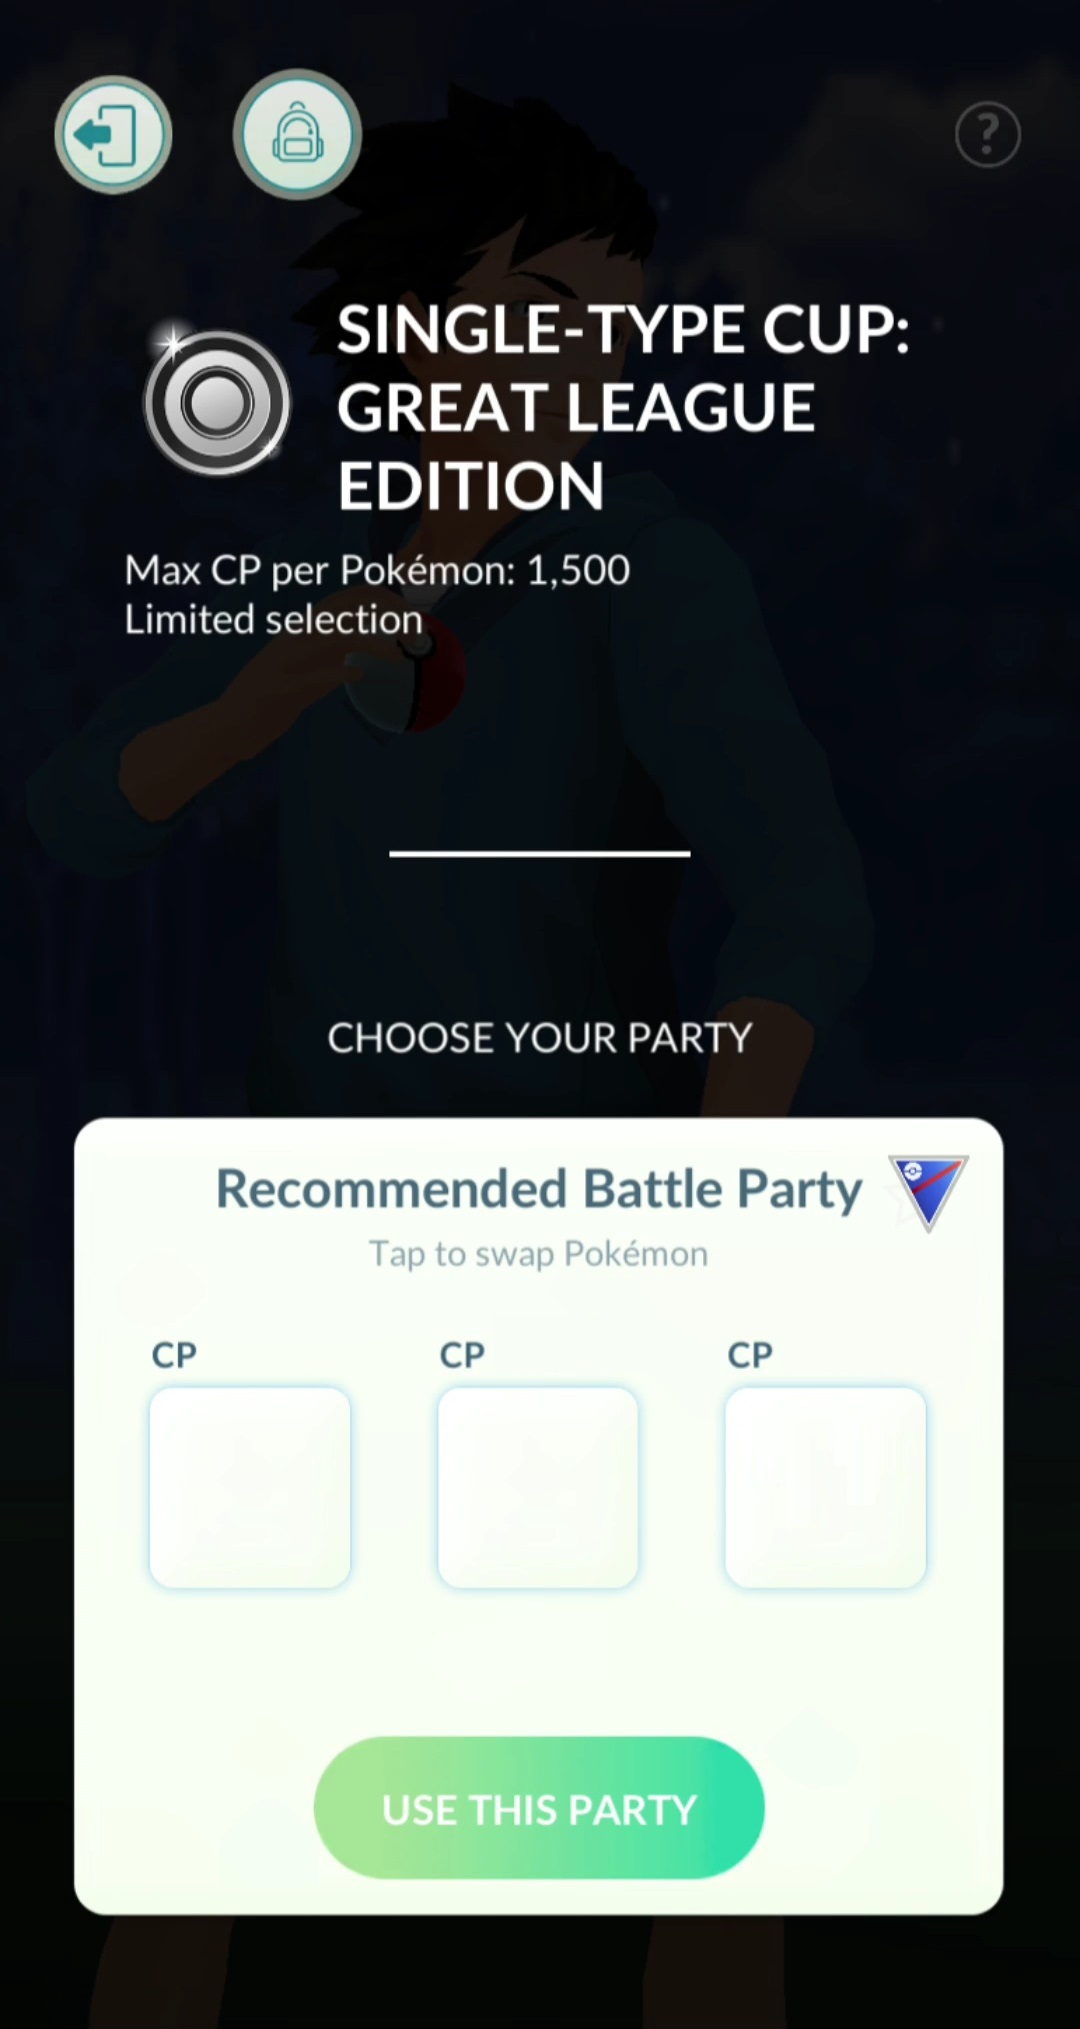 ?
SINGLE-TYPE CUP:
GREAT LEAGUE
EDITION
Max CP per Pokémon: 1,500
Limited selection
CHOOSE YOUR PARTY
Recommended Battle Party
Tap to swap Pokémon
CP CP CP
USE THIS PARTY